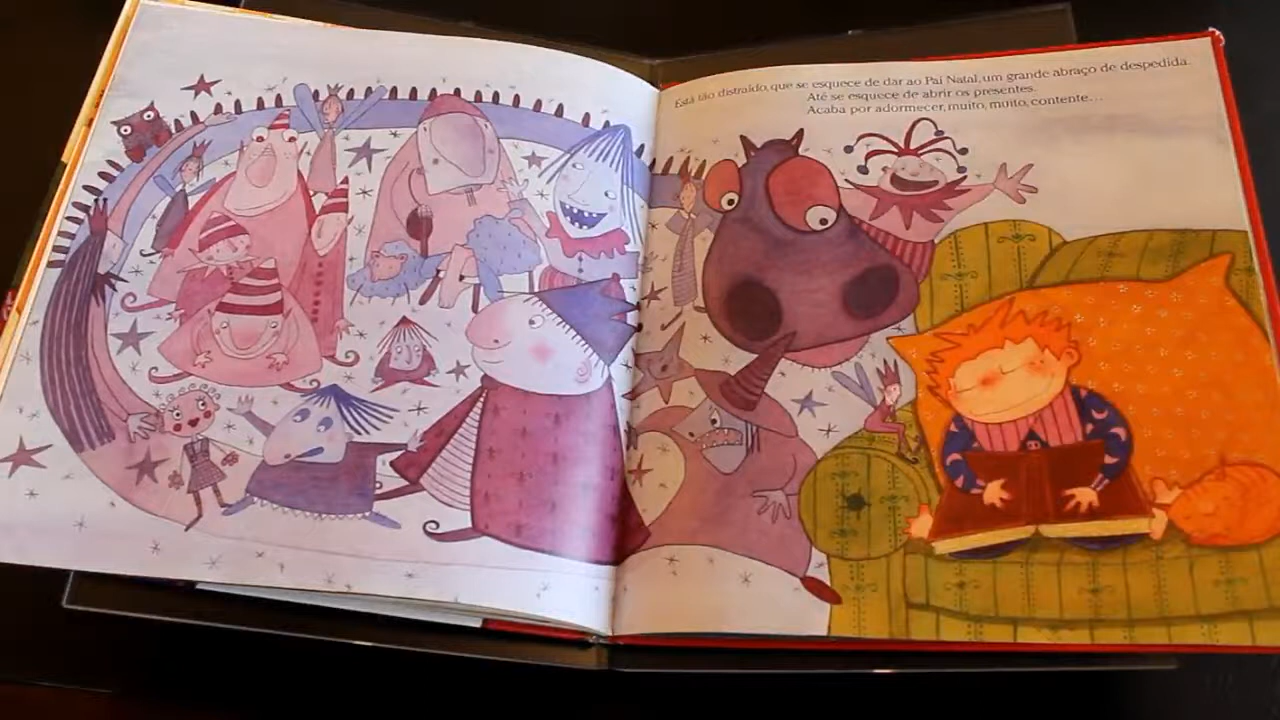 Está tão distraído, que se esquece de dar ao Pai Natal, um grande abraço de despedida.
Até se esquece de abrir os presentes.
Acaba por adormecer, muito, muito, contente...